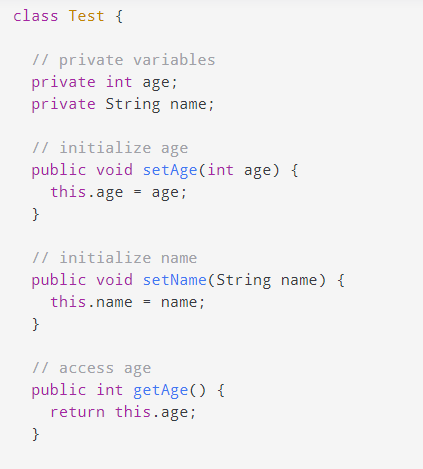 class Test {
// private variables
private int age;
private String name;
// initialize age
public void setAge(int age) {
this.age = age;
}
// initialize name
public void setName(String name) {
this.name = name;
}
// access age
public int getAge() {
return this.age;
}